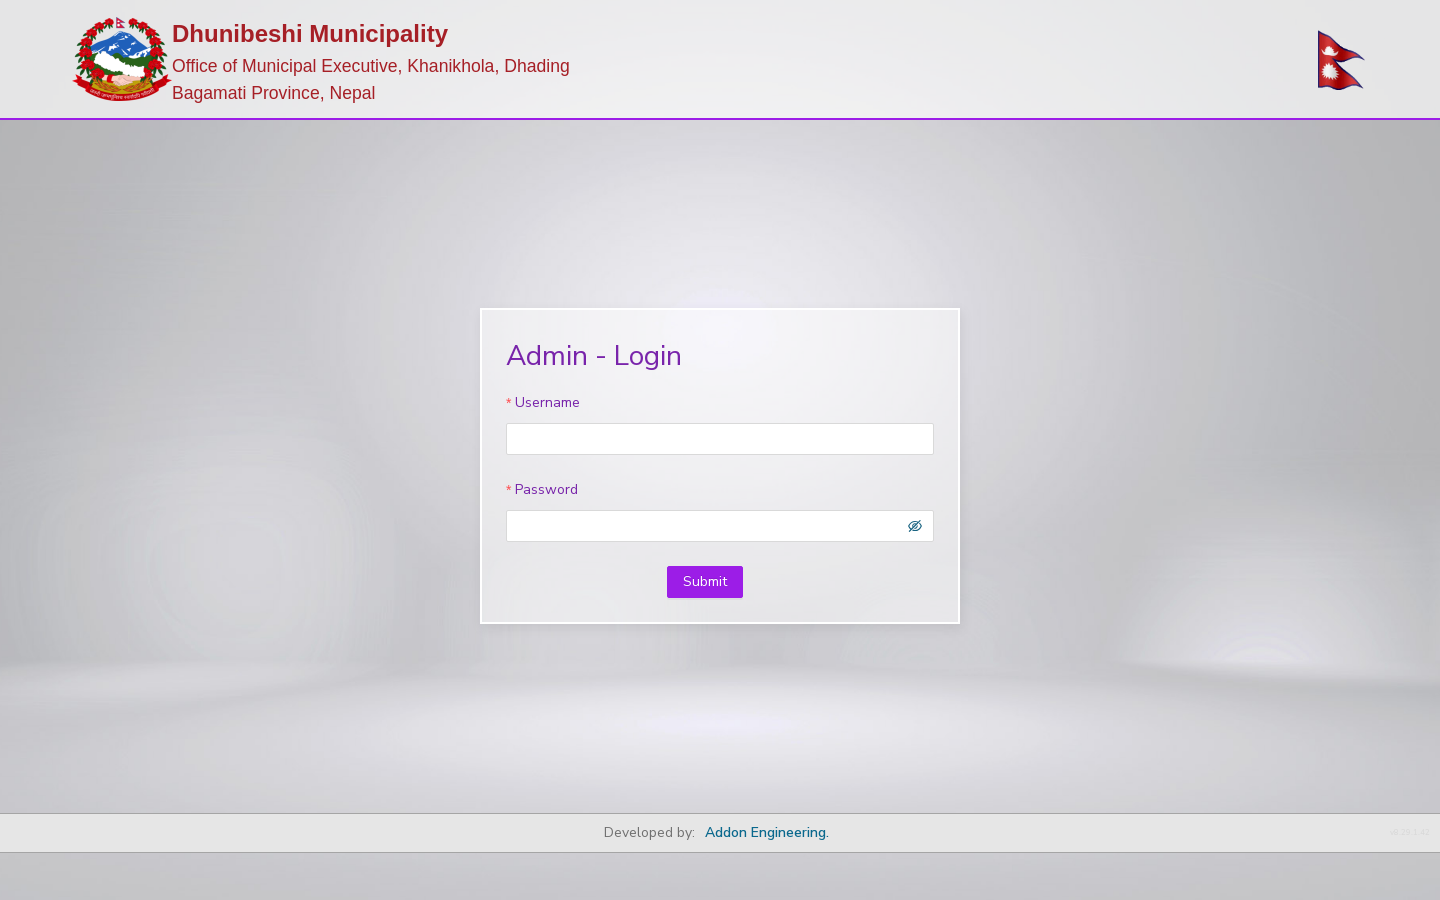 Dhunibeshi Municipality
Office of Municipal Executive, Khanikhola, Dhading
Bagamati Province, Nepal
Admin - Login
* Username
* Password
Submit
Developed by: Addon Engineering.